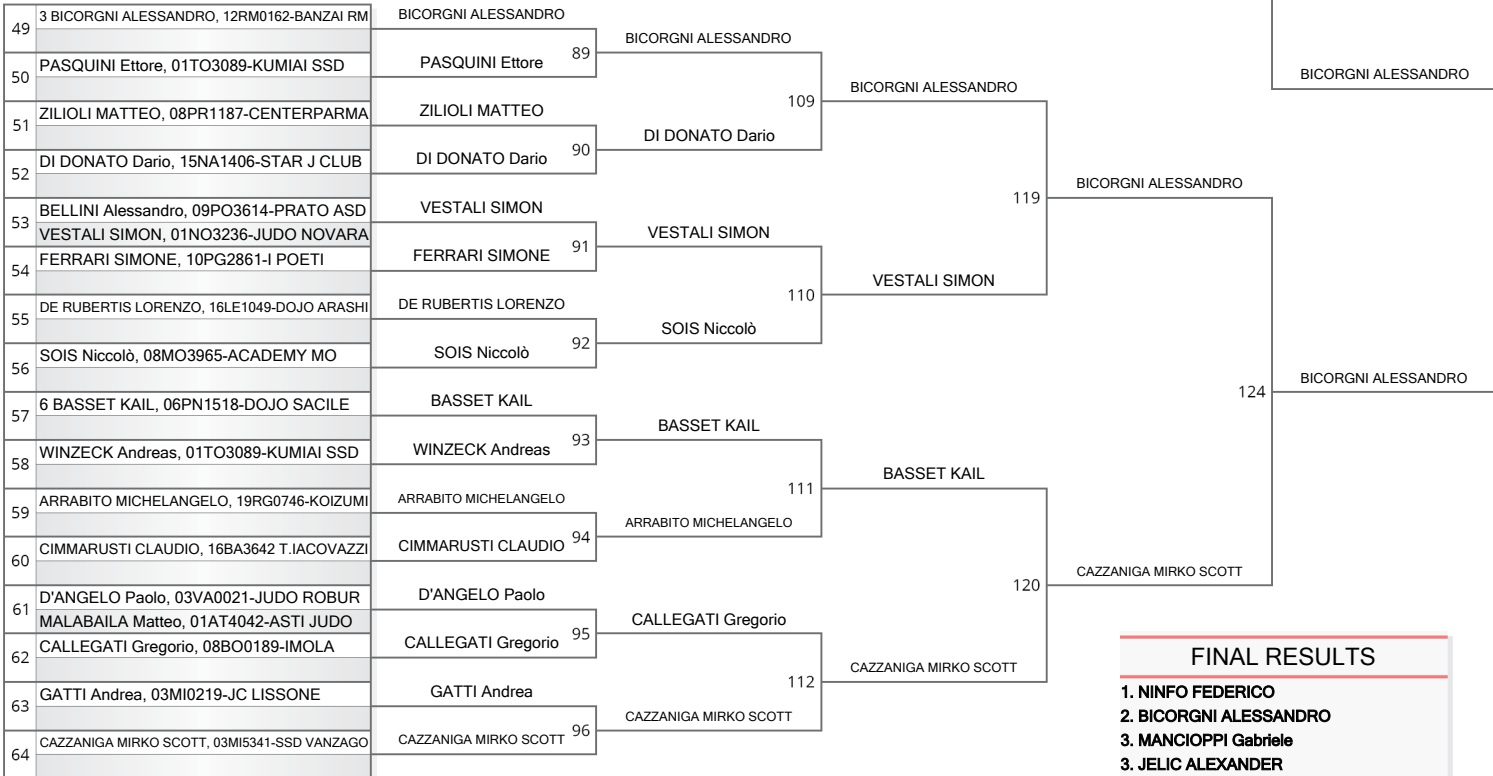 49
3 BICORGNI ALESSANDRO, 12RM0162-BANZAI RM
50
PASQUINI Ettore, 01TO3089-KUMIAI SSD
51
ZILIOLI MATTEO, 08PR1187-CENTERPARMA
52
DI DONATO Dario, 15NA1406-STAR J CLUB
53
BELLINI Alessandro, 09PO3614-PRATO ASD
VESTALI SIMON, 01NO3236-JUDO NOVARA
54
FERRARI SIMONE, 10PG2861-I POETI
55
DE RUBERTIS LORENZO, 16LE1049-DOJO ARASHI
56
SOIS Niccolò, 08MO3965-ACADEMY MO
57
6 BASSET KAIL, 06PN1518-DOJO SACILE
58
WINZECK Andreas, 01TO3089-KUMIAI SSD
59
ARRABITO MICHELANGELO, 19RG0746-KOIZUMI
60
CIMMARUSTI CLAUDIO, 16BA3642 T.IACOVAZZI
61
D'ANGELO Paolo, 03VA0021-JUDO ROBUR
MALABAILA Matteo, 01AT4042-ASTI JUDO
62
CALLEGATI Gregorio, 08BO0189-IMOLA
63
GATTI Andrea, 03MI0219-JC LISSONE
64
CAZZANIGA MIRKO SCOTT, 03MI5341-SSD VANZAGO
BICORGNI ALESSANDRO
89
PASQUINI Ettore
ZILIOLI MATTEO
90
DI DONATO Dario
VESTALI SIMON
91
FERRARI SIMONE
DE RUBERTIS LORENZO
92
SOIS Niccolò
BASSET KAIL
93
WINZECK Andreas
ARRABITO MICHELANGELO
94
CIMMARUSTI CLAUDIO
D'ANGELO Paolo
95
CALLEGATI Gregorio
GATTI Andrea
96
CAZZANIGA MIRKO SCOTT
BICORGNI ALESSANDRO
109
DI DONATO Dario
VESTALI SIMON
110
SOIS Niccolò
BASSET KAIL
111
ARRABITO MICHELANGELO
CALLEGATI Gregorio
112
CAZZANIGA MIRKO SCOTT
BICORGNI ALESSANDRO
119
VESTALI SIMON
BASSET KAIL
120
CAZZANIGA MIRKO SCOTT
BICORGNI ALESSANDRO
124
CAZZANIGA MIRKO SCOTT
BICORGNI ALESSANDRO
BICORGNI ALESSANDRO
FINAL RESULTS
1. NINFO FEDERICO
2. BICORGNI ALESSANDRO
3. MANCIOPPI Gabriele
3. JELIC ALEXANDER